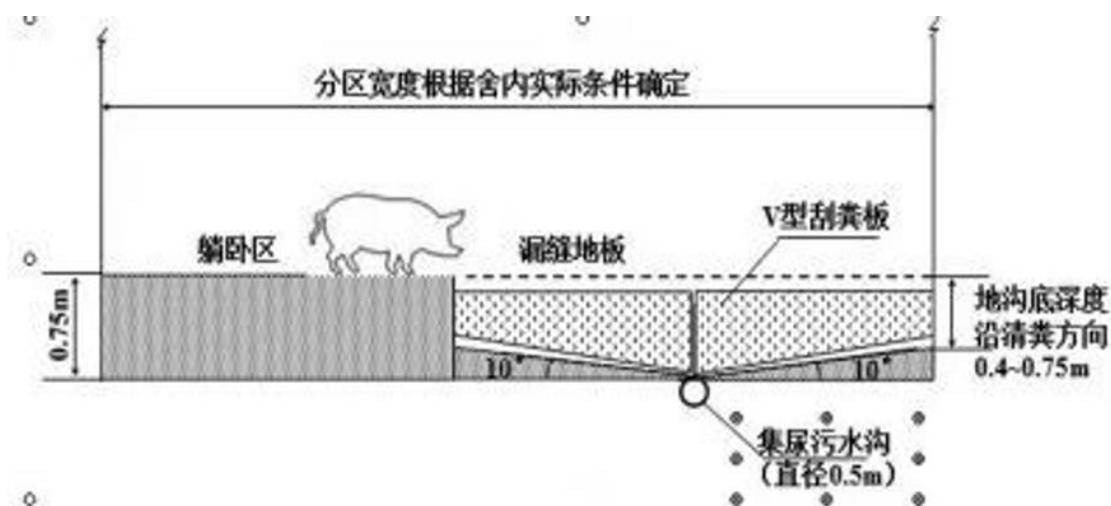 分区宽度根据舍内实际条件确定
V型刮粪板
躺卧区
漏缝地板
0.75m
地沟底深度
沿清粪方向
0.4~0.75m
10°
10°
集尿污水沟
（直径0.5m）